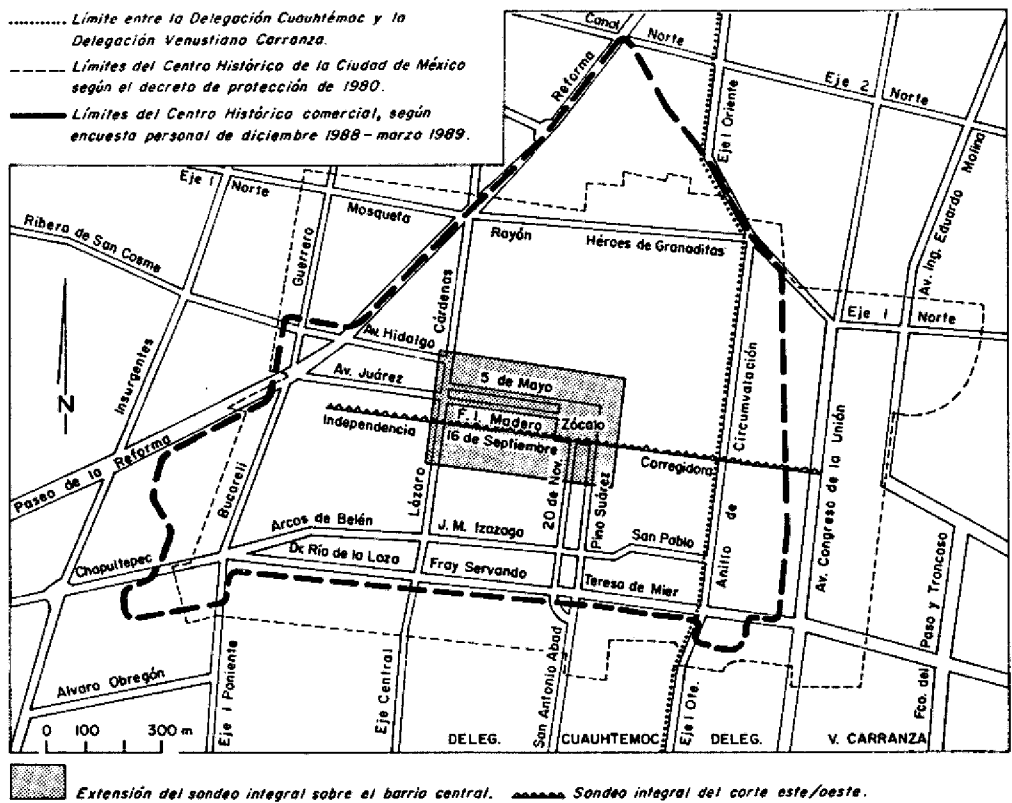 Límite entre la Delegación Cuauhtémoc y la
Delegación Venustiano Carranza.
Límites del Centro Histórico de la Ciudad de México
según el decreto de protección de 1980.
Límites del Centro Histórico comercial, según
encuesta personal de diciembre 1988-marzo 1989.
Canal
Norte
Reforma
Eje 2
Norte
Eje 1 Oriente
Av. Ing. Eduardo Molina
Eje 1
Norte
Mosqueta
Rayón
Héroes de Granaditas
Ribera de San Cosme
Guerrero
Cárdenas
Eje 1
Norte
N
Insurgentes
Av. Hidalgo
Av. Juárez
5 de Mayo
F. I. Madero
Zócalo
Independencia
16 de Septiembre
Corregidora
Circunvalación
Av. Congreso de la Unión
Paseo de la Reforma
Bucareli
Lázaro
20 de Nov.
Pino Suárez
Arcos de Belén
J. M. Izazaga
San Pablo
de
Anillo
Chapultepec
Dr. Río de la Loza
Fray Servando
Teresa de Mier
Fco. del Paso y Troncoso
Alvaro Obregón
Eje 1 Poniente
Eje Central
San Antonio Abad
Eje 1 Ote.
0 100 300 m
DELEG. CUAUHTEMOC DELEG. V. CARRANZA
Extensión del sondeo integral sobre el barrio central.
Sondeo integral del corte este/oeste.